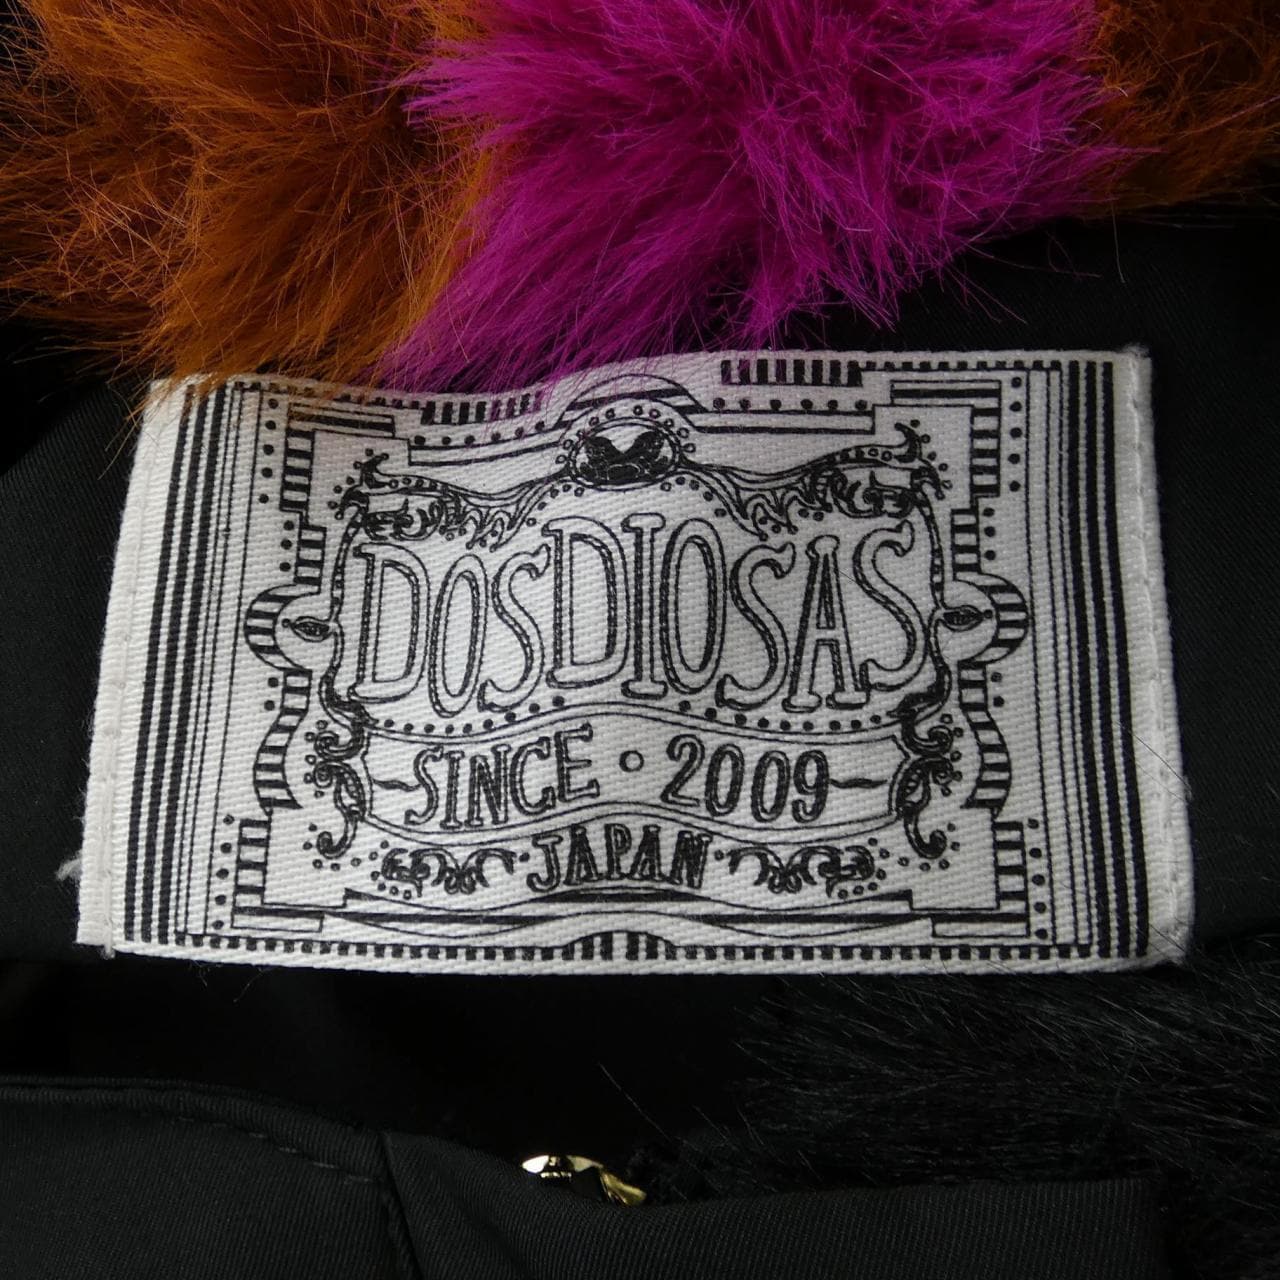 DOSDIOSAS
SINCE · 2009
JAPAN